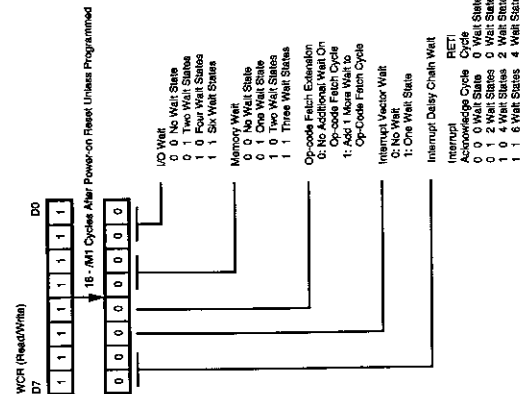 WCR (Read/Write)
D7 D0
1 1 1 1 1 1 1 1
16 - /M1 Cycles After Power-on Reset Unless Programmed
0 0 0 0 0 0 0 0
I/O Wait
0 0 No Wait State
0 1 Two Wait States
1 0 Four Wait States
1 1 Six Wait States
Memory Wait
0 0 No Wait State
0 1 One Wait State
1 0 Two Wait States
1 1 Three Wait States
Op-code Fetch Extension
0: No Additional Wait On
Op-code Fetch Cycle
1: Add 1 More Wait to
Op-Code Fetch Cycle
Interrupt Vector Wait
0: No Wait
1: One Wait State
Interrupt Daisy Chain Wait
Interrupt RETI
Acknowledge Cycle Cycle
0 0 0 Wait State 0 Wait State
0 1 2 Wait States 0 Wait State
1 0 4 Wait States 2 Wait States
1 1 6 Wait States 4 Wait States